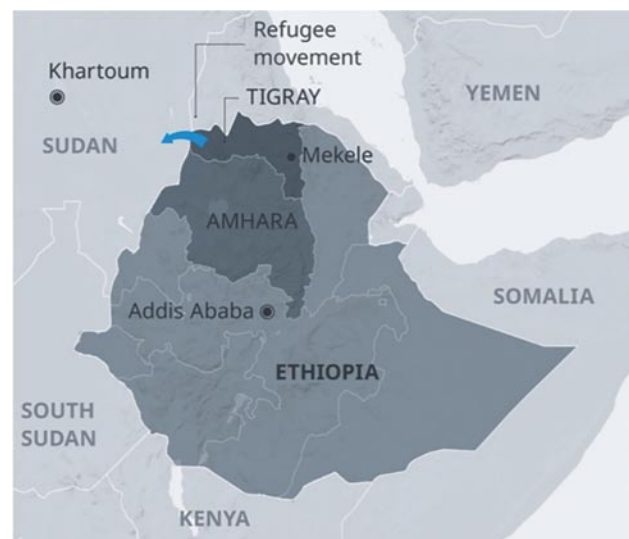 Refugee
movement
Khartoum
TIGRAY
YEMEN
SUDAN
Mekele
AMHARA
SOMALIA
Addis Ababa
ETHIOPIA
SOUTH
SUDAN
KENYA